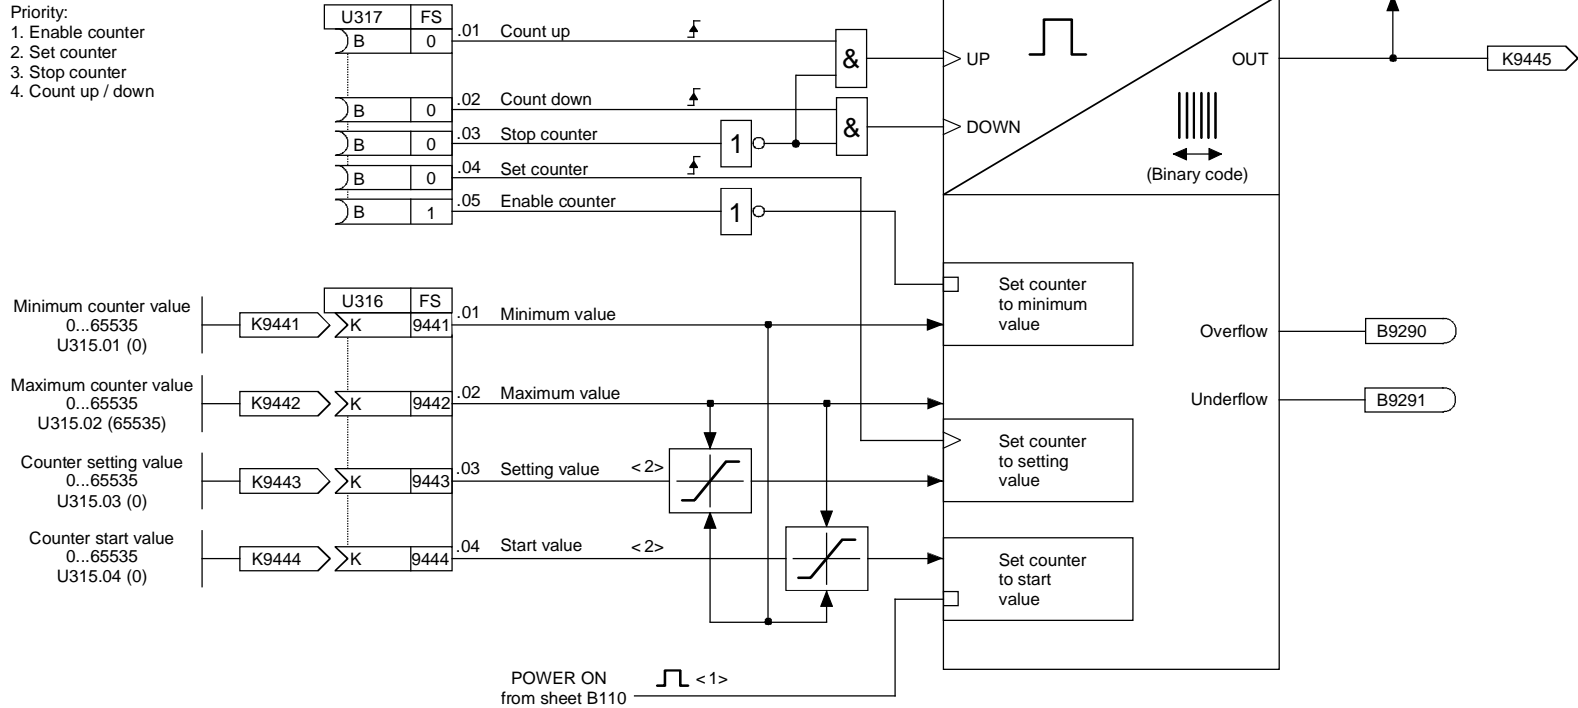 Priority:
1. Enable counter
2. Set counter
3. Stop counter
4. Count up / down
U317 FS
B 0 .01 Count up
B 0 .02 Count down
B 0 .03 Stop counter
B 0 .04 Set counter
B 1 .05 Enable counter
&
&
1
1
UP
DOWN
OUT
(Binary code)
K9445
Minimum counter value
0...65535
U315.01 (0)
K9441
U316 FS
K 9441 .01 Minimum value
Maximum counter value
0...65535
U315.02 (65535)
K9442
K 9442 .02 Maximum value
Counter setting value
0...65535
U315.03 (0)
K9443
K 9443 .03 Setting value <2>
Counter start value
0...65535
U315.04 (0)
K9444
K 9444 .04 Start value <2>
Set counter
to minimum
value
Set counter
to setting
value
Set counter
to start
value
Overflow
B9290
Underflow
B9291
POWER ON <1>
from sheet B110